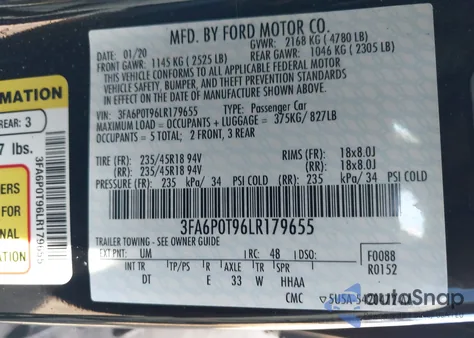 MFD. BY FORD MOTOR CO.
DATE: 01/20 GVWR: 2168 KG ( 4780 LB)
FRONT GAWR: 1145 KG ( 2525 LB) REAR GAWR: 1046 KG ( 2305 LB)
THIS VEHICLE CONFORMS TO ALL APPLICABLE FEDERAL MOTOR
VEHICLE SAFETY, BUMPER, AND THEFT PREVENTION STANDARDS
IN EFFECT ON THE DATE OF MANUFACTURE SHOWN ABOVE.
VIN: 3FA6P0T96LR179655 TYPE: Passenger Car
MAXIMUM LOAD = OCCUPANTS + LUGGAGE = 375KG/ 827LB
OCCUPANTS = 5 TOTAL; 2 FRONT, 3 REAR
TIRE (FR): 235/45R18 94V RIMS (FR): 18x8.0J
(RR): 235/45R18 94V (RR): 18x8.0J
PRESSURE (FR): 235 kPa/ 34 PSI COLD (RR): 235 kPa/ 34 PSI COLD
3FA6P0T96LR179655
TRAILER TOWING - SEE OWNER GUIDE
EXT PNT: UM RC: 48 DSO: F0088
R0152
INT TR TP/PS R AXLE TR SPR
DT E 33 W HHAA
CMC
RMATION
REAR: 3
7 lbs.
ERS
FOR
NAL
ON
3FA6P0T96LR179655
autoSnap